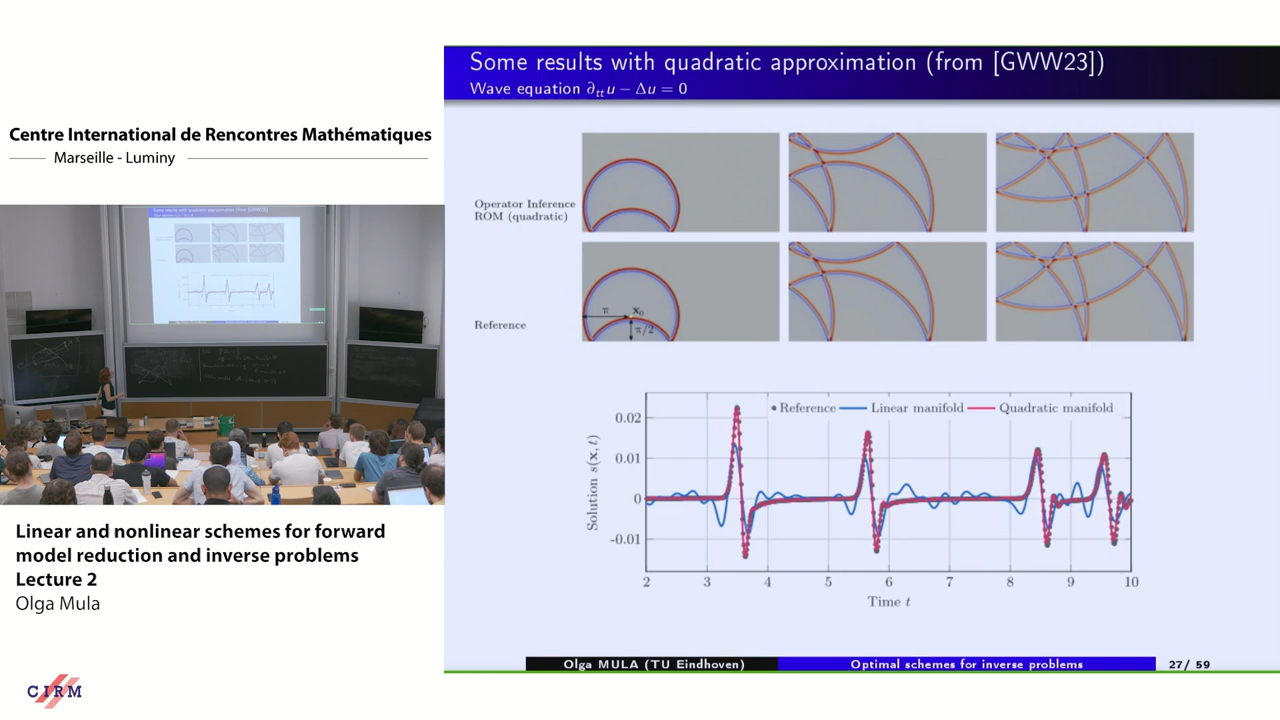 Centre International de Rencontres Mathématiques
Marseille - Luminy
Linear and nonlinear schemes for forward
model reduction and inverse problems
Lecture 2
Olga Mula
CIRM
Some results with quadratic approximation (from [GWW23])
Wave equation ∂ₜₜu − Δu = 0
Operator Inference
ROM (quadratic)
Reference
π x₀
π/2
Reference Linear manifold Quadratic manifold
Solution s(x, t)
0.02
0.01
0
-0.01
2 3 4 5 6 7 8 9 10
Time t
Olga MULA (TU Eindhoven) Optimal schemes for inverse problems 27/ 59